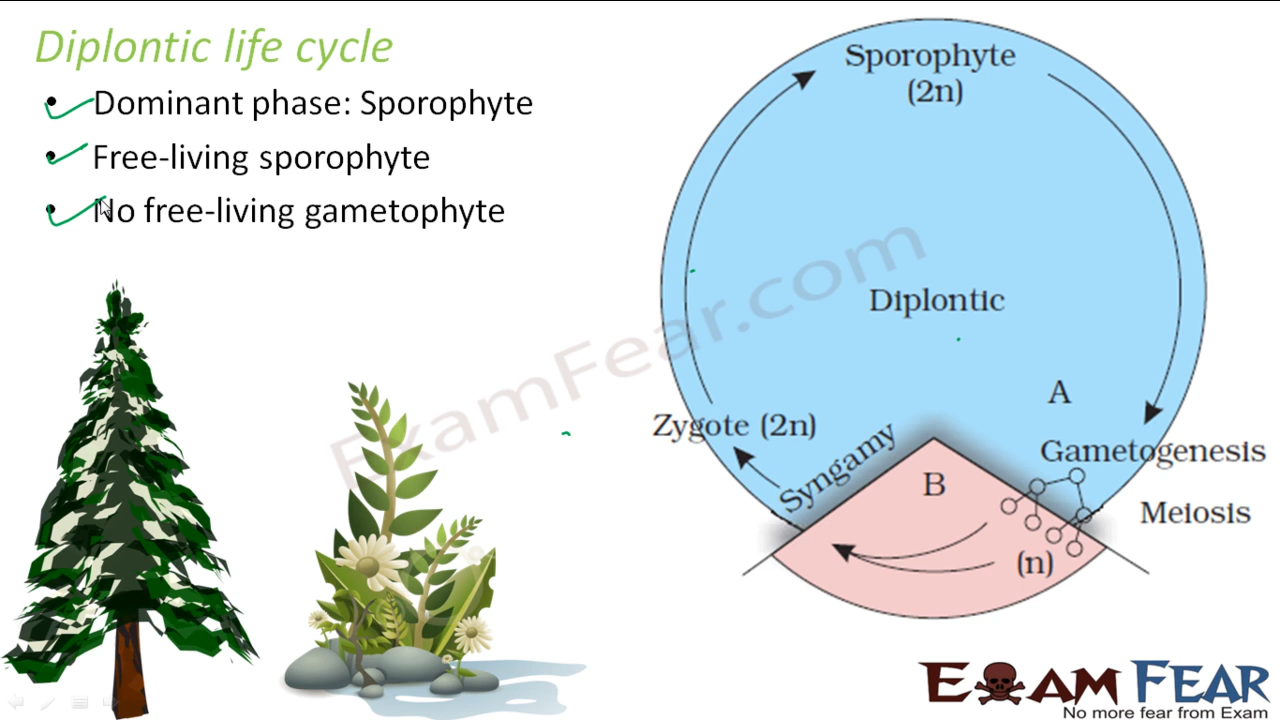 Diplontic life cycle
Dominant phase: Sporophyte
Free-living sporophyte
No free-living gametophyte
Sporophyte
(2n)
Diplontic
A
Zygote (2n)
Syngamy
B
Gametogenesis
Meiosis
(n)
ExamFear.com
EXAM FEAR
No more fear from Exam